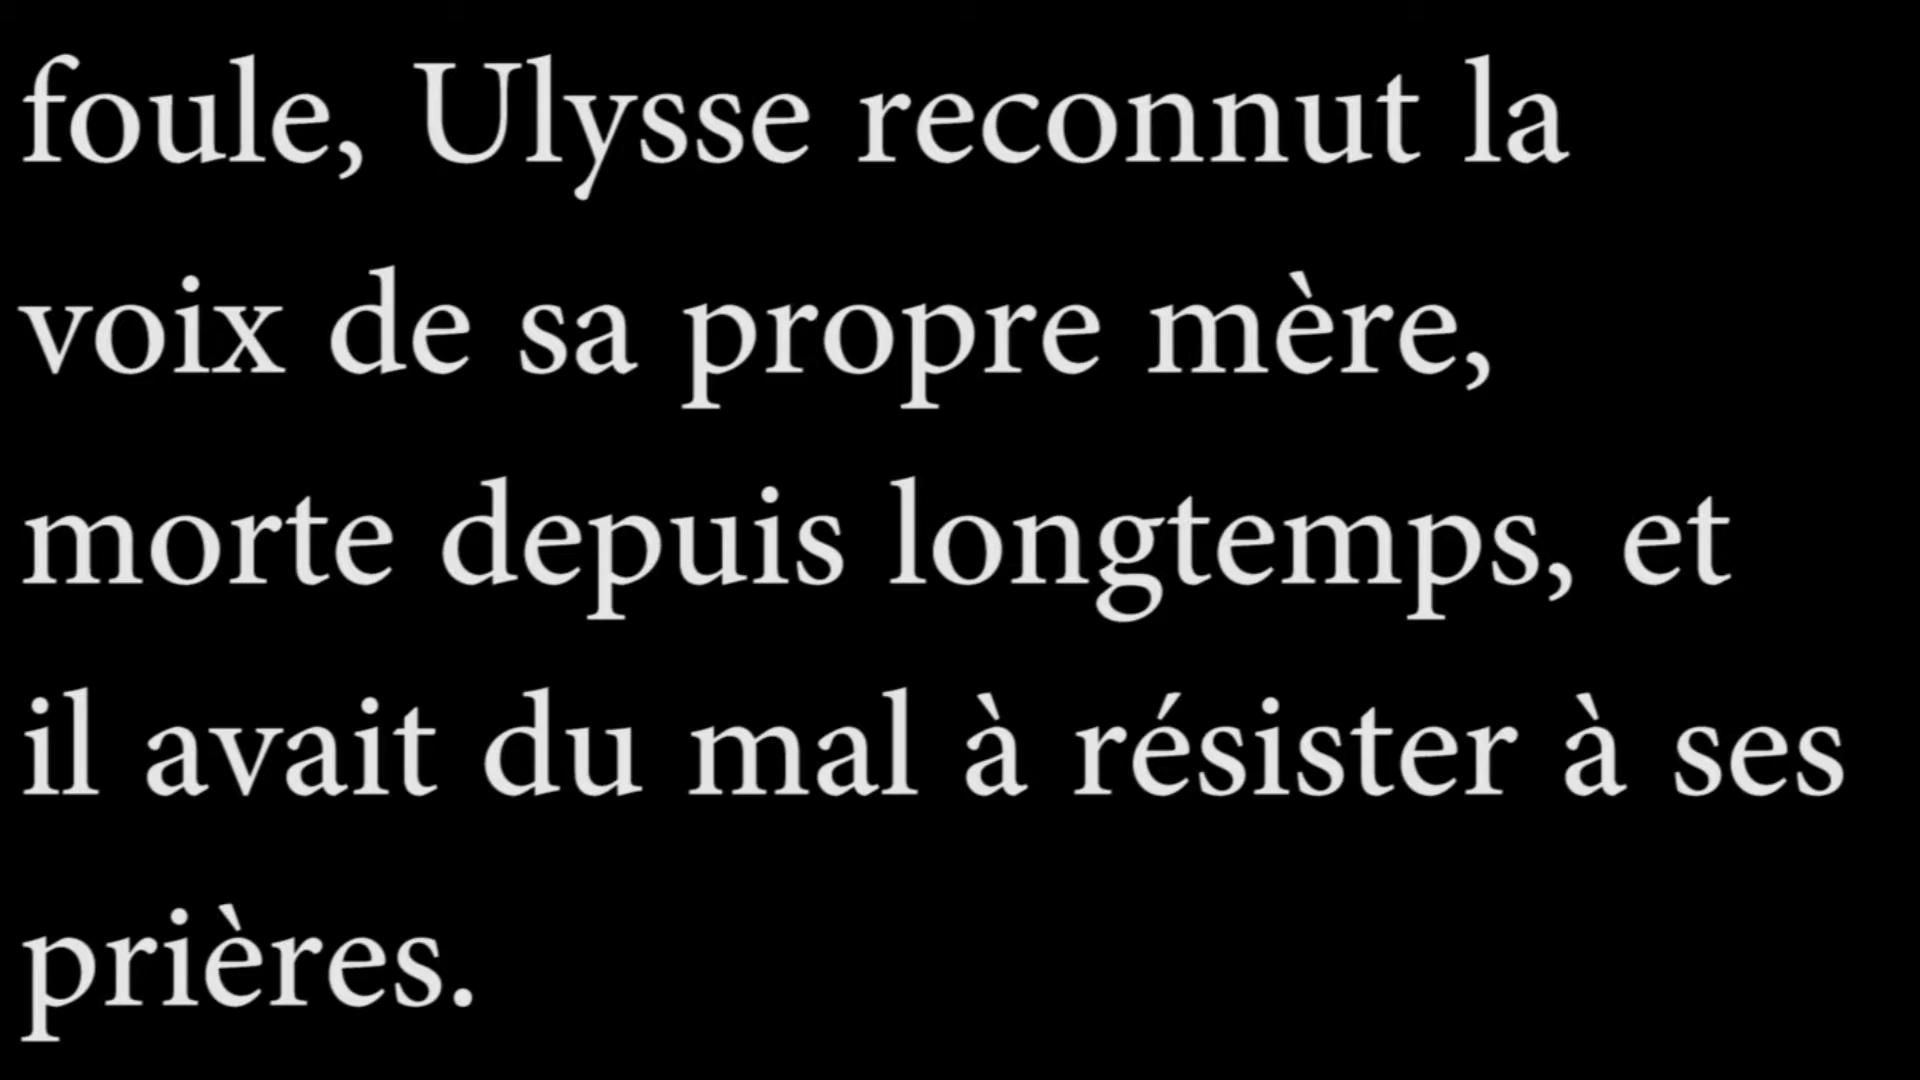 foule, Ulysse reconnut la
voix de sa propre mère,
morte depuis longtemps, et
il avait du mal à résister à ses
prières.